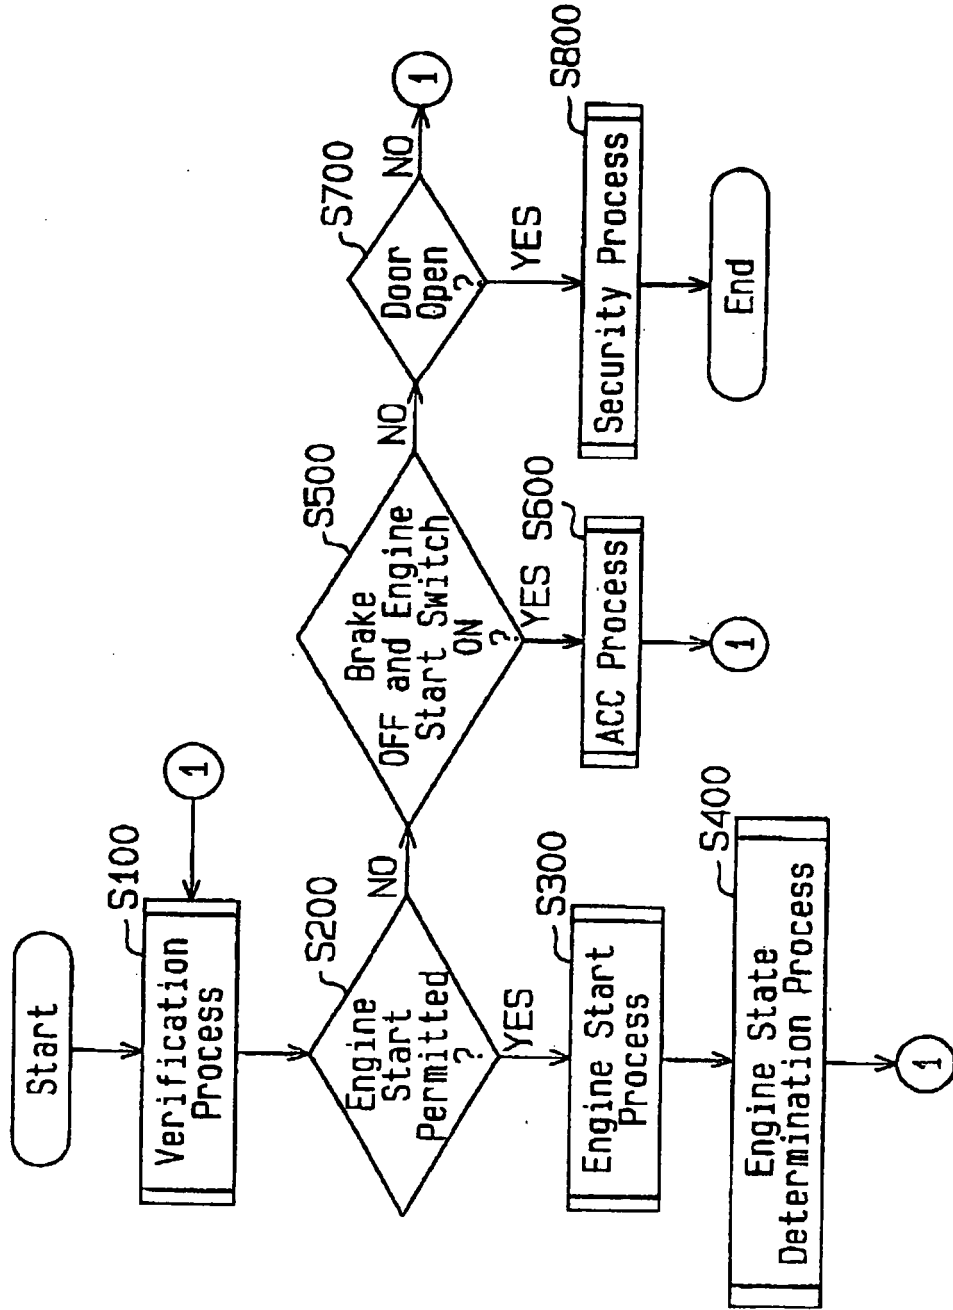 Start
S100
Verification
Process
1
S200
Engine
Start
Permitted
?
NO
YES
S300
Engine Start
Process
S400
Engine State
Determination Process
1
S500
Brake
OFF and Engine
Start Switch
ON
?
NO
YES
S600
ACC Process
1
S700
Door
Open
?
NO
1
YES
S800
Security Process
End